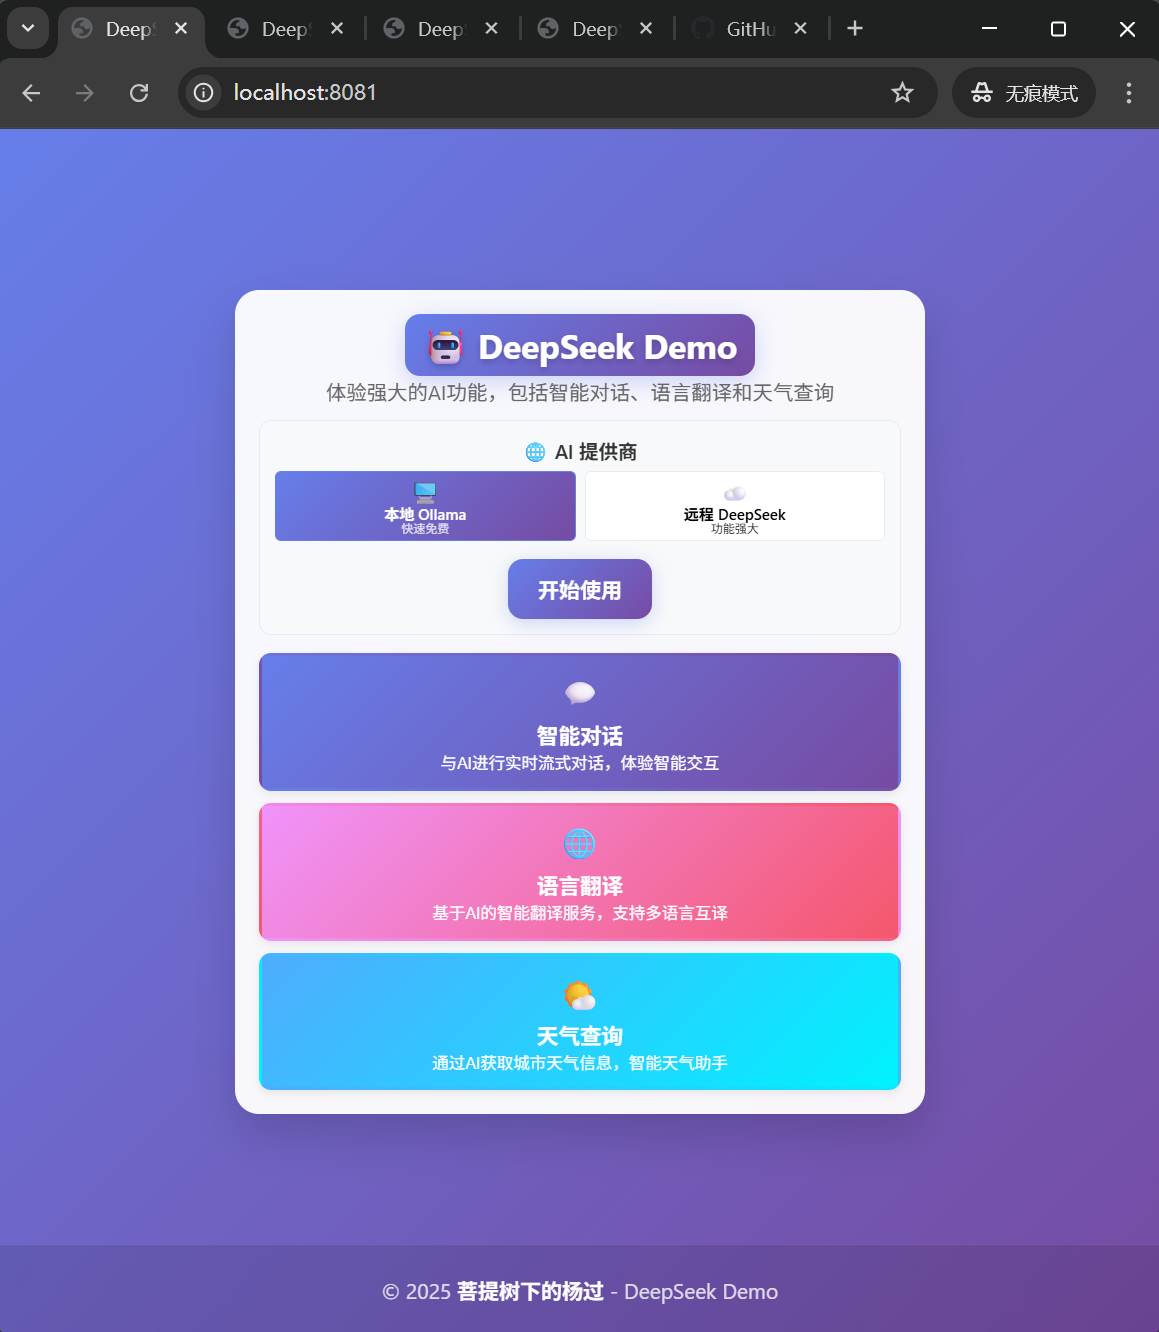 DeepS
DeepS
Deep
Deep
GitHu
localhost:8081
无痕模式
DeepSeek Demo
体验强大的AI功能，包括智能对话、语言翻译和天气查询
AI 提供商
本地 Ollama
快速免费
远程 DeepSeek
功能强大
开始使用
智能对话
与AI进行实时流式对话，体验智能交互
语言翻译
基于AI的智能翻译服务，支持多语言互译
天气查询
通过AI获取城市天气信息，智能天气助手
© 2025 菩提树下的杨过 - DeepSeek Demo